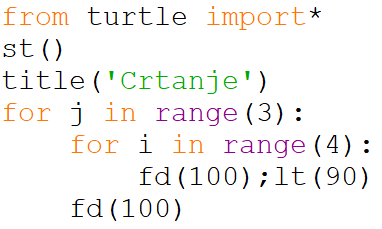 from turtle import*
st()
title('Crtanje')
for j in range(3):
    for i in range(4):
        fd(100);lt(90)
    fd(100)